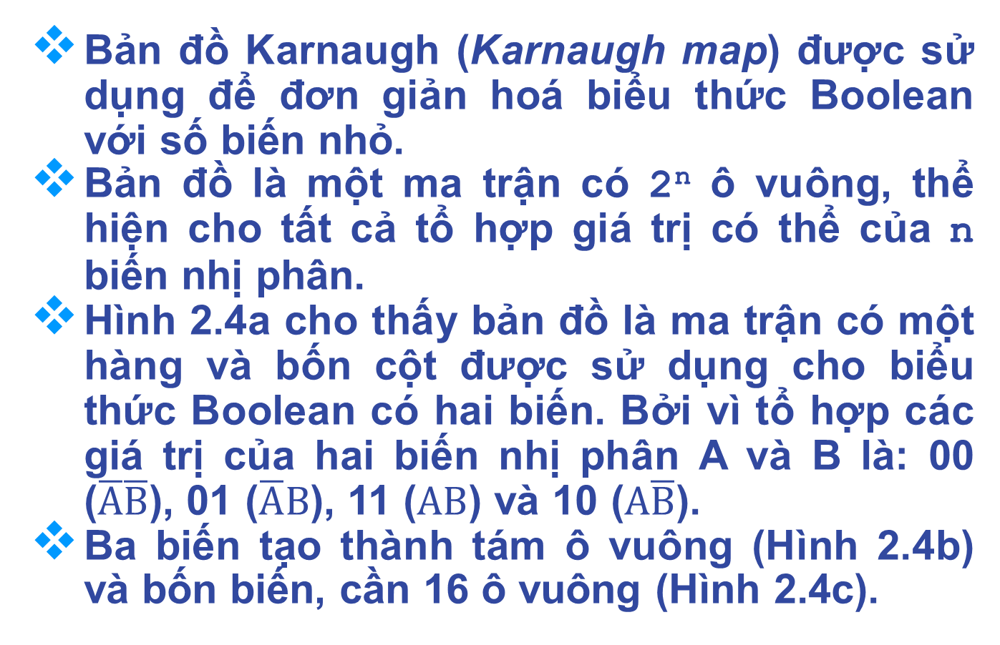 ❖ Bản đồ Karnaugh (Karnaugh map) được sử
dụng để đơn giản hoá biểu thức Boolean
với số biến nhỏ.
❖ Bản đồ là một ma trận có 2ⁿ ô vuông, thể
hiện cho tất cả tổ hợp giá trị có thể của n
biến nhị phân.
❖ Hình 2.4a cho thấy bản đồ là ma trận có một
hàng và bốn cột được sử dụng cho biểu
thức Boolean có hai biến. Bởi vì tổ hợp các
giá trị của hai biến nhị phân A và B là: 00
(A̅B̅), 01 (A̅B), 11 (AB) và 10 (AB̅).
❖ Ba biến tạo thành tám ô vuông (Hình 2.4b)
và bốn biến, cần 16 ô vuông (Hình 2.4c).